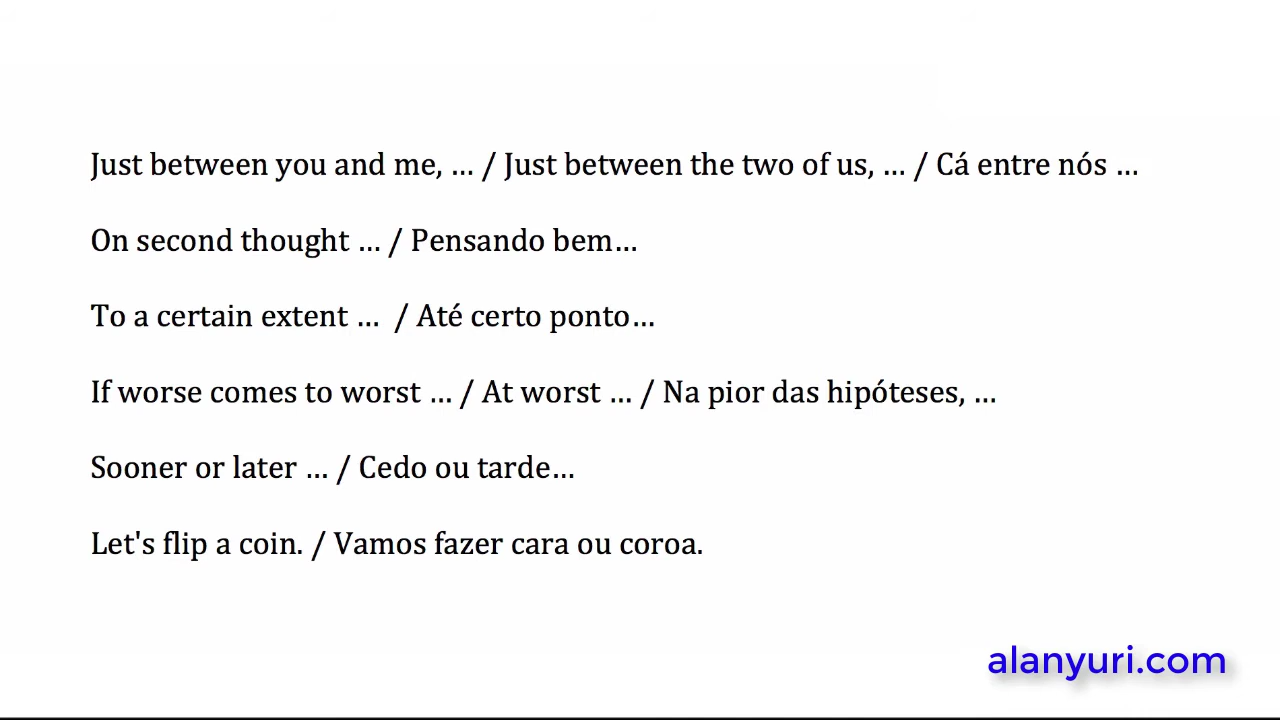 Just between you and me, ... / Just between the two of us, ... / Cá entre nós ...
On second thought ... / Pensando bem...
To a certain extent ...  / Até certo ponto...
If worse comes to worst ... / At worst ... / Na pior das hipóteses, ...
Sooner or later ... / Cedo ou tarde...
Let's flip a coin. / Vamos fazer cara ou coroa.
alanyuri.com